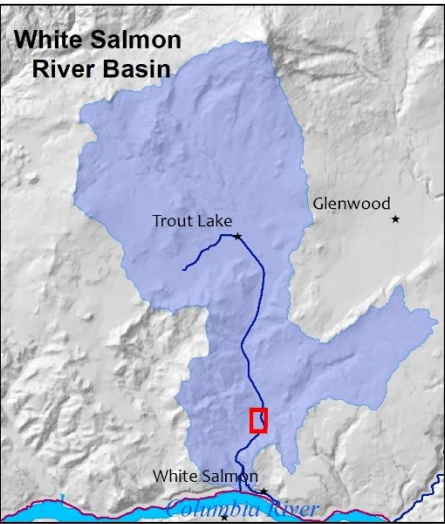 White Salmon
River Basin
Glenwood
Trout Lake
White Salmon
Columbia River